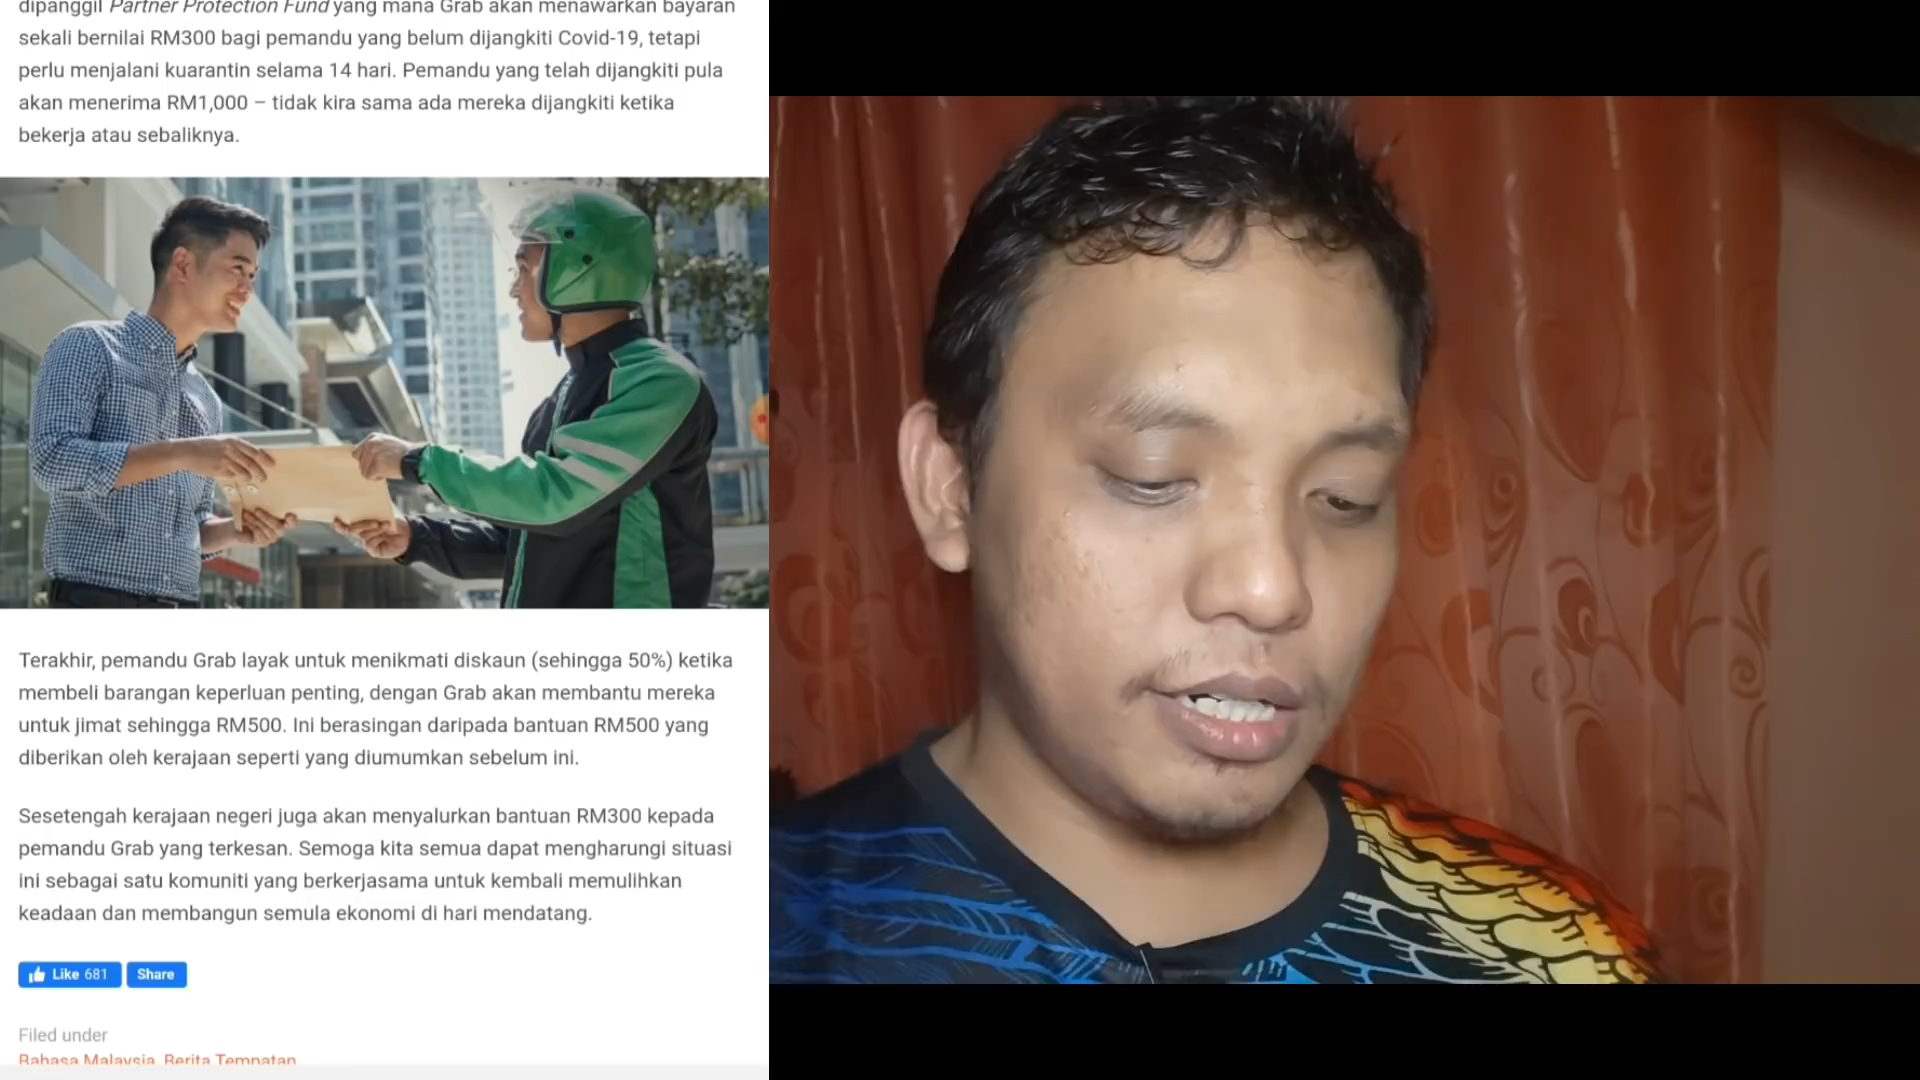 dipanggil Partner Protection Fund yang mana Grab akan menawarkan bayaran
sekali bernilai RM300 bagi pemandu yang belum dijangkiti Covid-19, tetapi
perlu menjalani kuarantin selama 14 hari. Pemandu yang telah dijangkiti pula
akan menerima RM1,000 – tidak kira sama ada mereka dijangkiti ketika
bekerja atau sebaliknya.
Terakhir, pemandu Grab layak untuk menikmati diskaun (sehingga 50%) ketika
membeli barangan keperluan penting, dengan Grab akan membantu mereka
untuk jimat sehingga RM500. Ini berasingan daripada bantuan RM500 yang
diberikan oleh kerajaan seperti yang diumumkan sebelum ini.
Sesetengah kerajaan negeri juga akan menyalurkan bantuan RM300 kepada
pemandu Grab yang terkesan. Semoga kita semua dapat mengharungi situasi
ini sebagai satu komuniti yang berkerjasama untuk kembali memulihkan
keadaan dan membangun semula ekonomi di hari mendatang.
Like 681 Share
Filed under
Bahasa Malaysia, Berita Tempatan